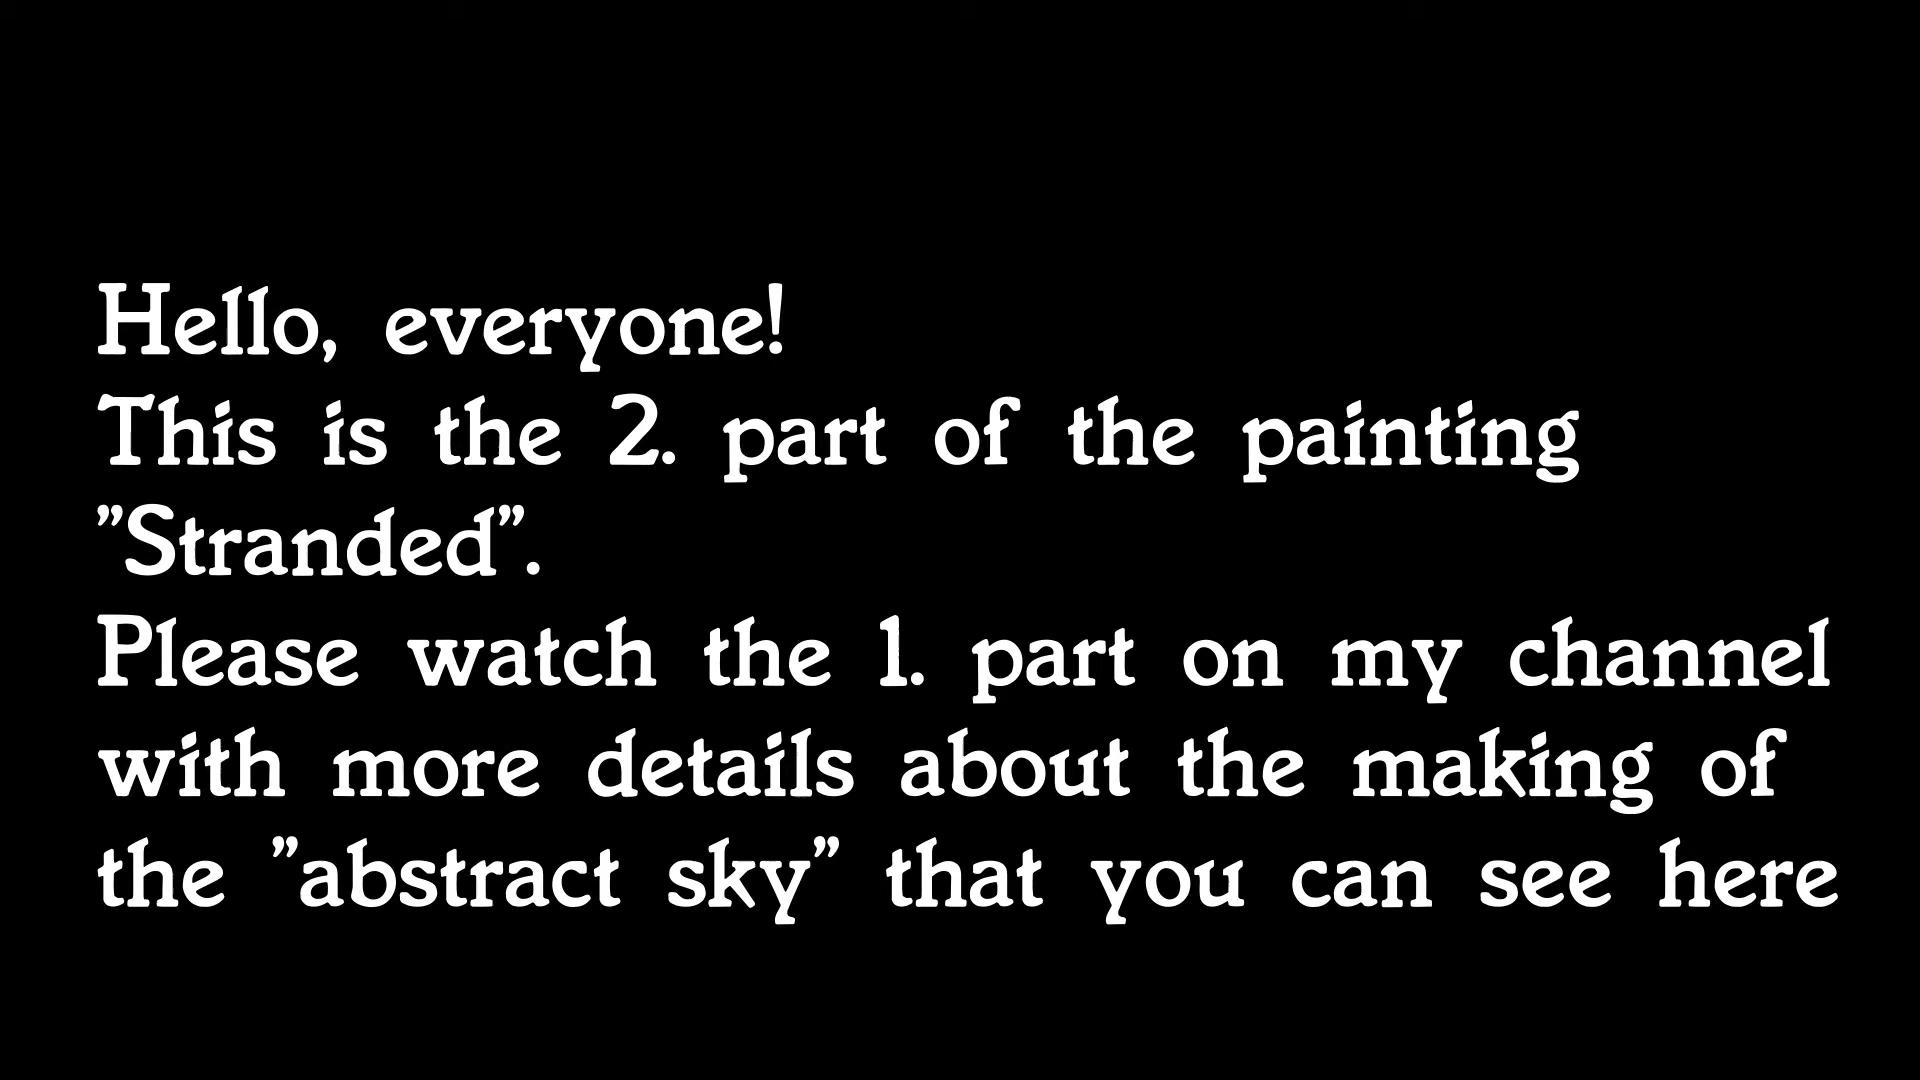 Hello, everyone!
This is the 2. part of the painting
"Stranded".
Please watch the 1. part on my channel
with more details about the making of
the "abstract sky" that you can see here